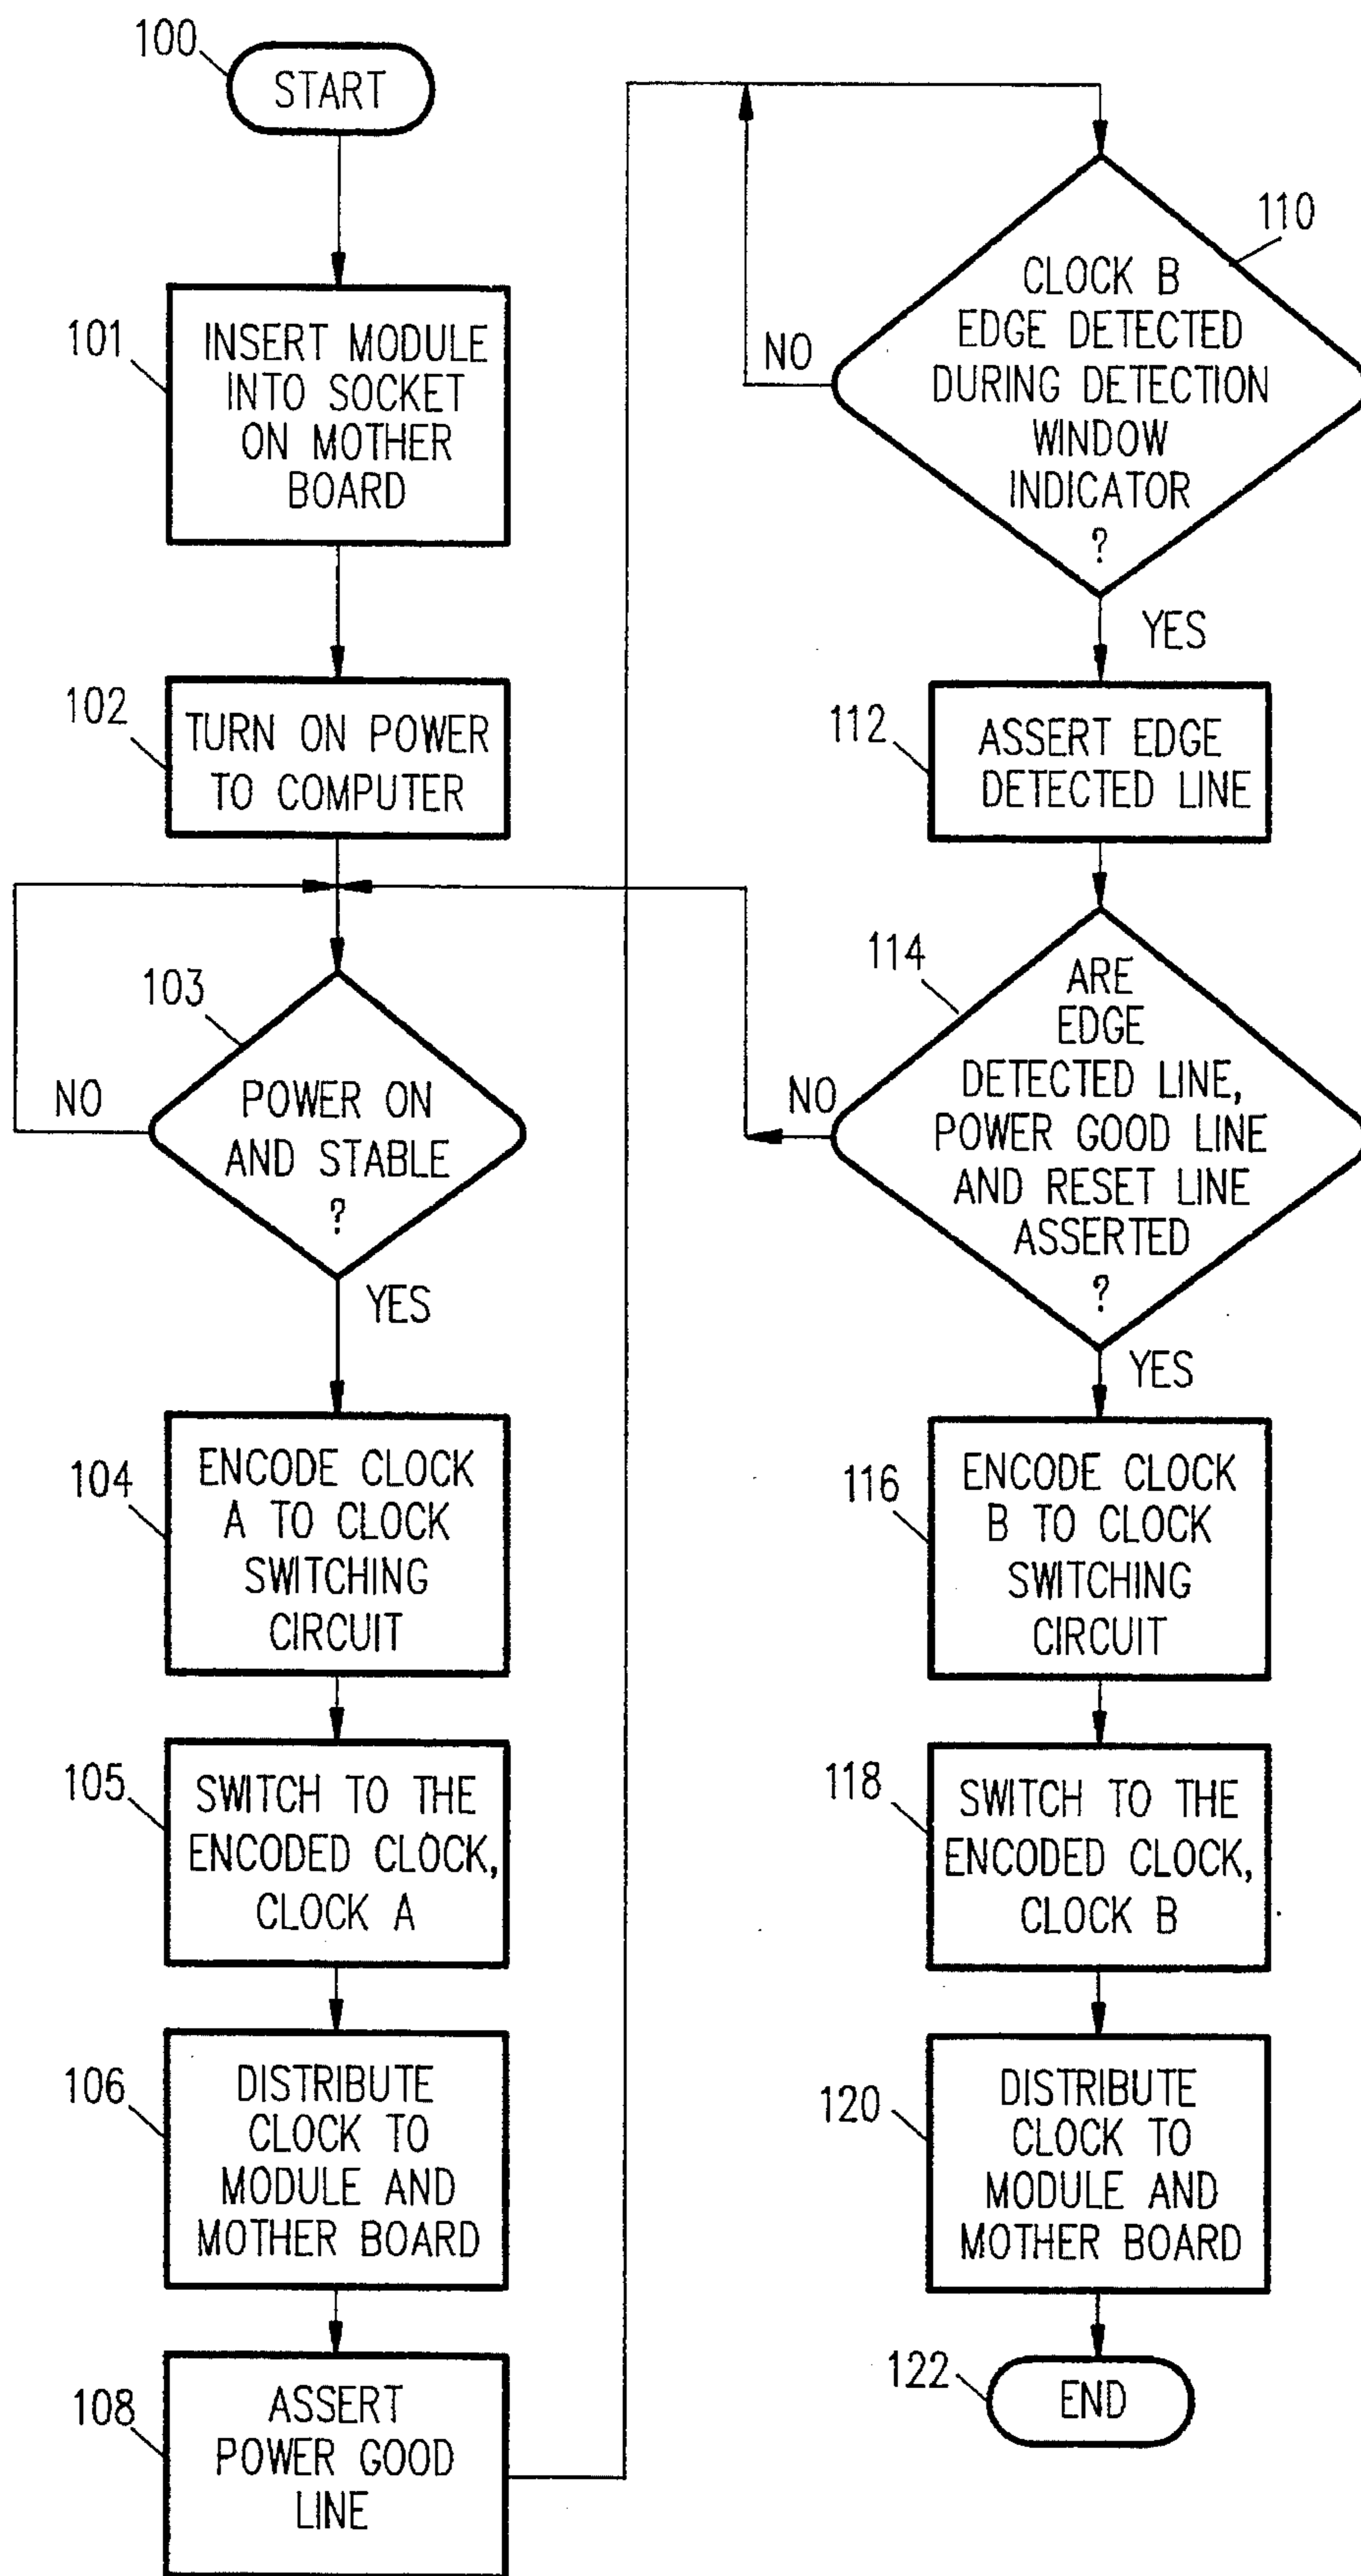 100
START
101
INSERT MODULE
INTO SOCKET
ON MOTHER
BOARD
102
TURN ON POWER
TO COMPUTER
103
POWER ON
AND STABLE
?
NO
YES
104
ENCODE CLOCK
A TO CLOCK
SWITCHING
CIRCUIT
105
SWITCH TO THE
ENCODED CLOCK,
CLOCK A
106
DISTRIBUTE
CLOCK TO
MODULE AND
MOTHER BOARD
108
ASSERT
POWER GOOD
LINE
110
CLOCK B
EDGE DETECTED
DURING DETECTION
WINDOW
INDICATOR
?
NO
YES
112
ASSERT EDGE
DETECTED LINE
114
ARE
EDGE
DETECTED LINE,
POWER GOOD LINE
AND RESET LINE
ASSERTED
?
NO
YES
116
ENCODE CLOCK
B TO CLOCK
SWITCHING
CIRCUIT
118
SWITCH TO THE
ENCODED CLOCK,
CLOCK B
120
DISTRIBUTE
CLOCK TO
MODULE AND
MOTHER BOARD
122
END